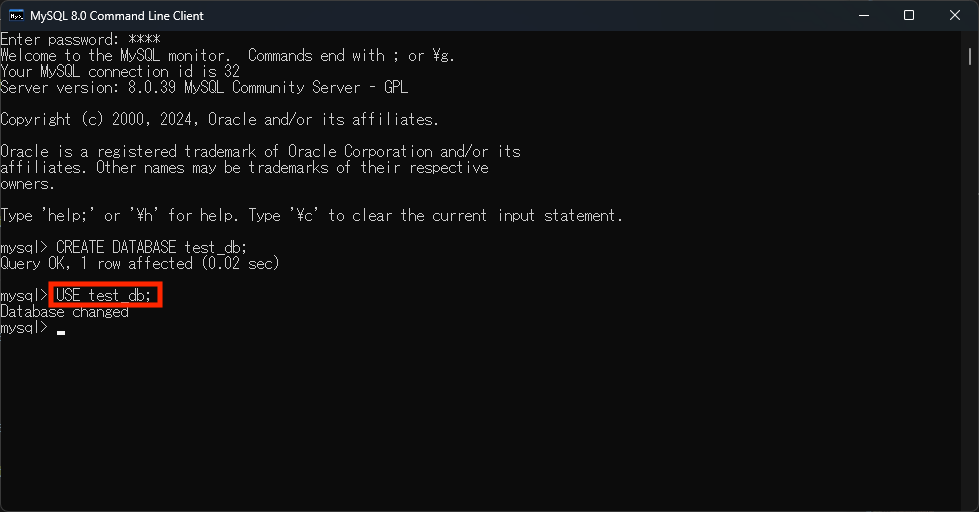 MySQL 8.0 Command Line Client
Enter password: ****
Welcome to the MySQL monitor.  Commands end with ; or ¥g.
Your MySQL connection id is 32
Server version: 8.0.39 MySQL Community Server - GPL
Copyright (c) 2000, 2024, Oracle and/or its affiliates.
Oracle is a registered trademark of Oracle Corporation and/or its
affiliates. Other names may be trademarks of their respective
owners.
Type 'help;' or '¥h' for help. Type '¥c' to clear the current input statement.
mysql> CREATE DATABASE test_db;
Query OK, 1 row affected (0.02 sec)
mysql> USE test_db;
Database changed
mysql>